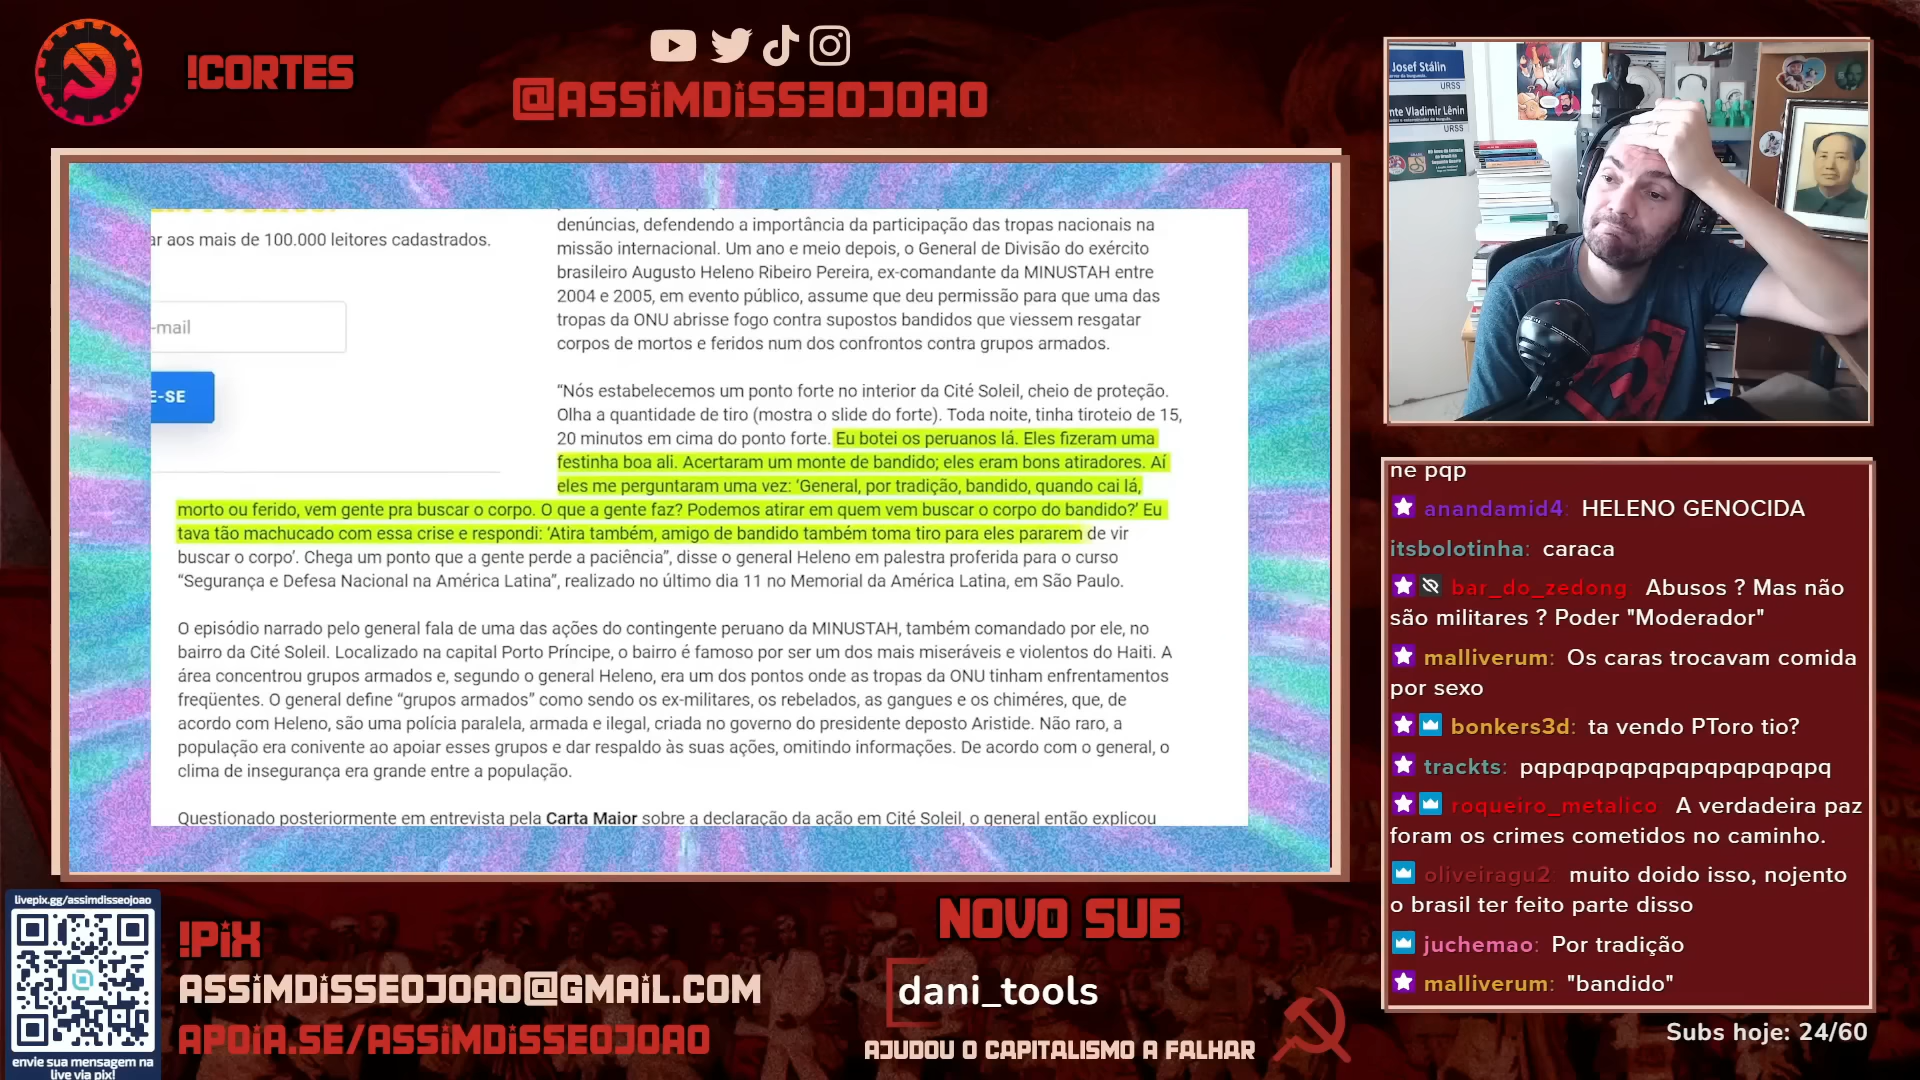 !CORTES
@ASSIMDISSEOJOAO
ar aos mais de 100.000 leitores cadastrados.
-mail
E-SE
denúncias, defendendo a importância da participação das tropas nacionais na
missão internacional. Um ano e meio depois, o General de Divisão do exército
brasileiro Augusto Heleno Ribeiro Pereira, ex-comandante da MINUSTAH entre
2004 e 2005, em evento público, assume que deu permissão para que uma das
tropas da ONU abrisse fogo contra supostos bandidos que viessem resgatar
corpos de mortos e feridos num dos confrontos contra grupos armados.
“Nós estabelecemos um ponto forte no interior da Cité Soleil, cheio de proteção.
Olha a quantidade de tiro (mostra o slide do forte). Toda noite, tinha tiroteio de 15,
20 minutos em cima do ponto forte. Eu botei os peruanos lá. Eles fizeram uma
festinha boa ali. Acertaram um monte de bandido; eles eram bons atiradores. Aí
eles me perguntaram uma vez: ‘General, por tradição, bandido, quando cai lá,
morto ou ferido, vem gente pra buscar o corpo. O que a gente faz? Podemos atirar em quem vem buscar o corpo do bandido?’ Eu
tava tão machucado com essa crise e respondi: ‘Atira também, amigo de bandido também toma tiro para eles pararem de vir
buscar o corpo’. Chega um ponto que a gente perde a paciência”, disse o general Heleno em palestra proferida para o curso
“Segurança e Defesa Nacional na América Latina”, realizado no último dia 11 no Memorial da América Latina, em São Paulo.
O episódio narrado pelo general fala de uma das ações do contingente peruano da MINUSTAH, também comandado por ele, no
bairro da Cité Soleil. Localizado na capital Porto Príncipe, o bairro é famoso por ser um dos mais miseráveis e violentos do Haiti. A
área concentrou grupos armados e, segundo o general Heleno, era um dos pontos onde as tropas da ONU tinham enfrentamentos
freqüentes. O general define “grupos armados” como sendo os ex-militares, os rebelados, as gangues e os chiméres, que, de
acordo com Heleno, são uma polícia paralela, armada e ilegal, criada no governo do presidente deposto Aristide. Não raro, a
população era conivente ao apoiar esses grupos e dar respaldo às suas ações, omitindo informações. De acordo com o general, o
clima de insegurança era grande entre a população.
Questionado posteriormente em entrevista pela Carta Maior sobre a declaração da ação em Cité Soleil, o general então explicou
Josef Stálin
URSS
nte Vladimir Lênin
URSS
ne pqp
anandamid4: HELENO GENOCIDA
itsbolotinha: caraca
bar_do_zedong Abusos ? Mas não
são militares ? Poder "Moderador"
malliverum: Os caras trocavam comida
por sexo
bonkers3d: ta vendo PToro tio?
trackts: pqpqpqpqpqpqpqpqpqpq
roqueiro_metalico A verdadeira paz
foram os crimes cometidos no caminho.
oliveiragu2: muito doido isso, nojento
o brasil ter feito parte disso
juchemao: Por tradição
malliverum: "bandido"
Subs hoje: 24/60
livepix.gg/assimdisseojoao
envie sua mensagem na
live via pix!
!PIX
ASSIMDISSEOJOAO@GMAIL.COM
APOIA.SE/ASSIMDISSEOJOAO
NOVO SUB
dani_tools
AJUDOU O CAPITALISMO A FALHAR